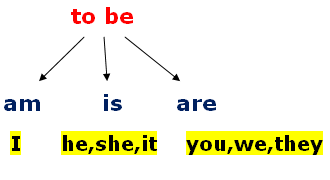 to be
am is are
I he,she,it you,we,they